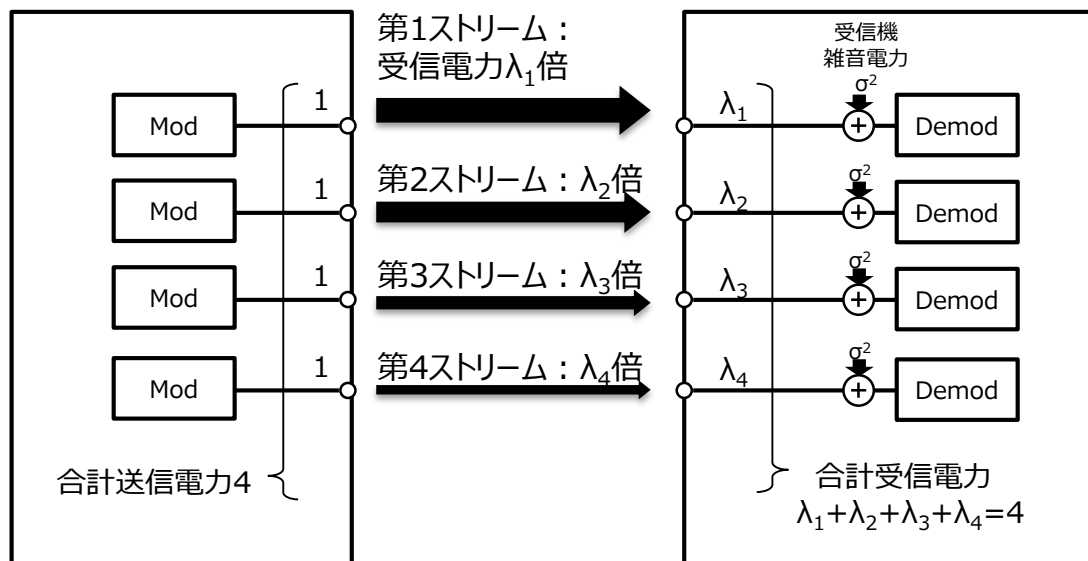 第1ストリーム：
受信電力λ₁倍
受信機
雑音電力
Mod
1
λ₁
σ²
+
Demod
Mod
1
第2ストリーム：λ₂倍
λ₂
σ²
+
Demod
Mod
1
第3ストリーム：λ₃倍
λ₃
σ²
+
Demod
Mod
1
第4ストリーム：λ₄倍
λ₄
σ²
+
Demod
合計送信電力4
合計受信電力
λ₁+λ₂+λ₃+λ₄=4